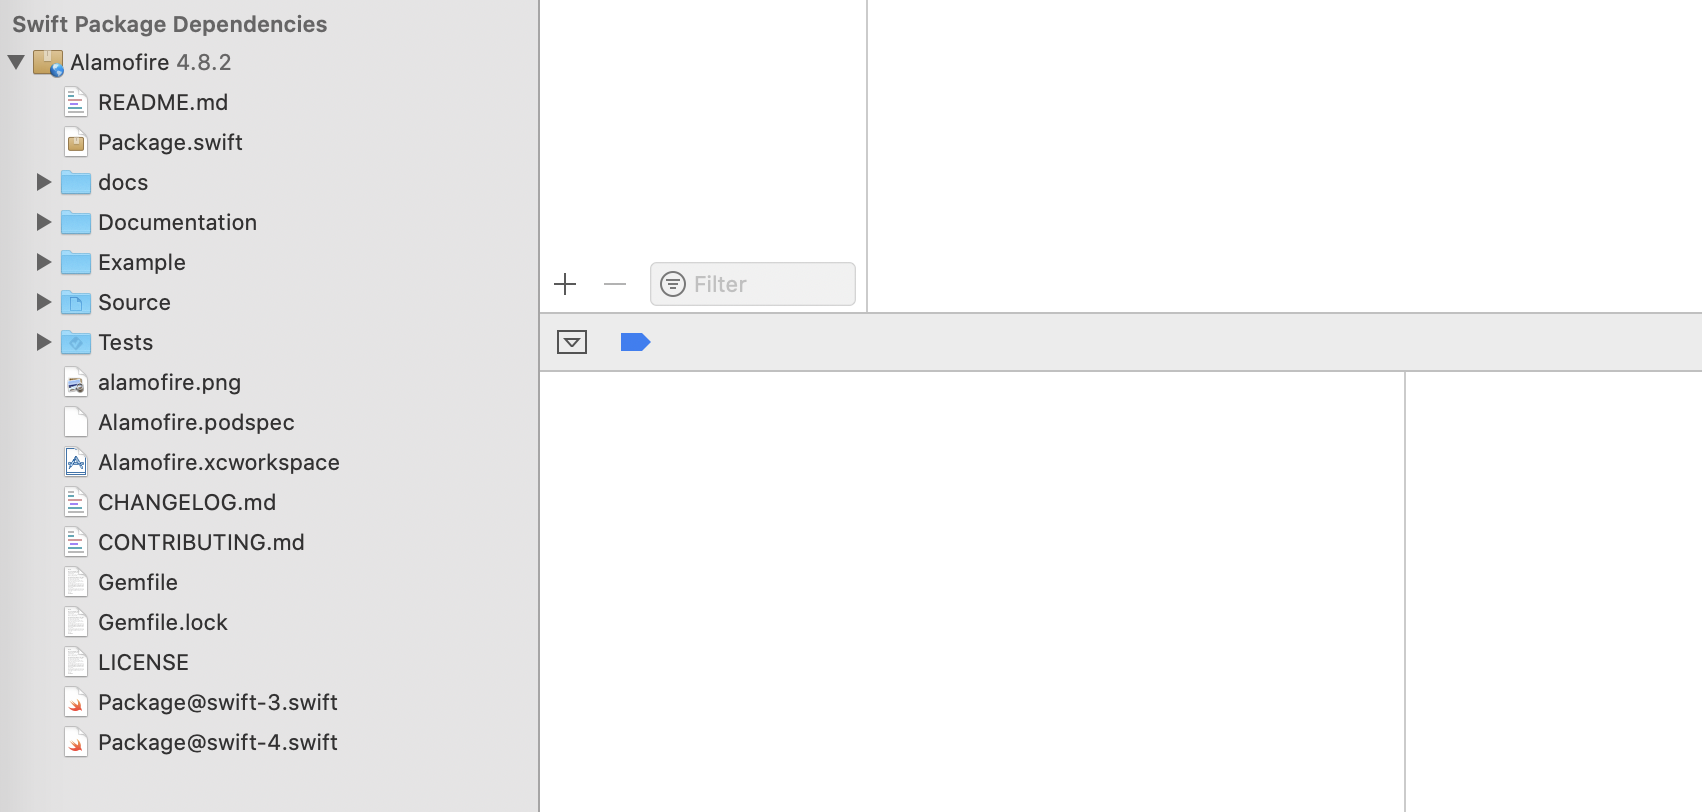 Swift Package Dependencies
Alamofire 4.8.2
README.md
Package.swift
docs
Documentation
Example
Source
Tests
alamofire.png
Alamofire.podspec
Alamofire.xcworkspace
CHANGELOG.md
CONTRIBUTING.md
Gemfile
Gemfile.lock
LICENSE
Package@swift-3.swift
Package@swift-4.swift
Filter